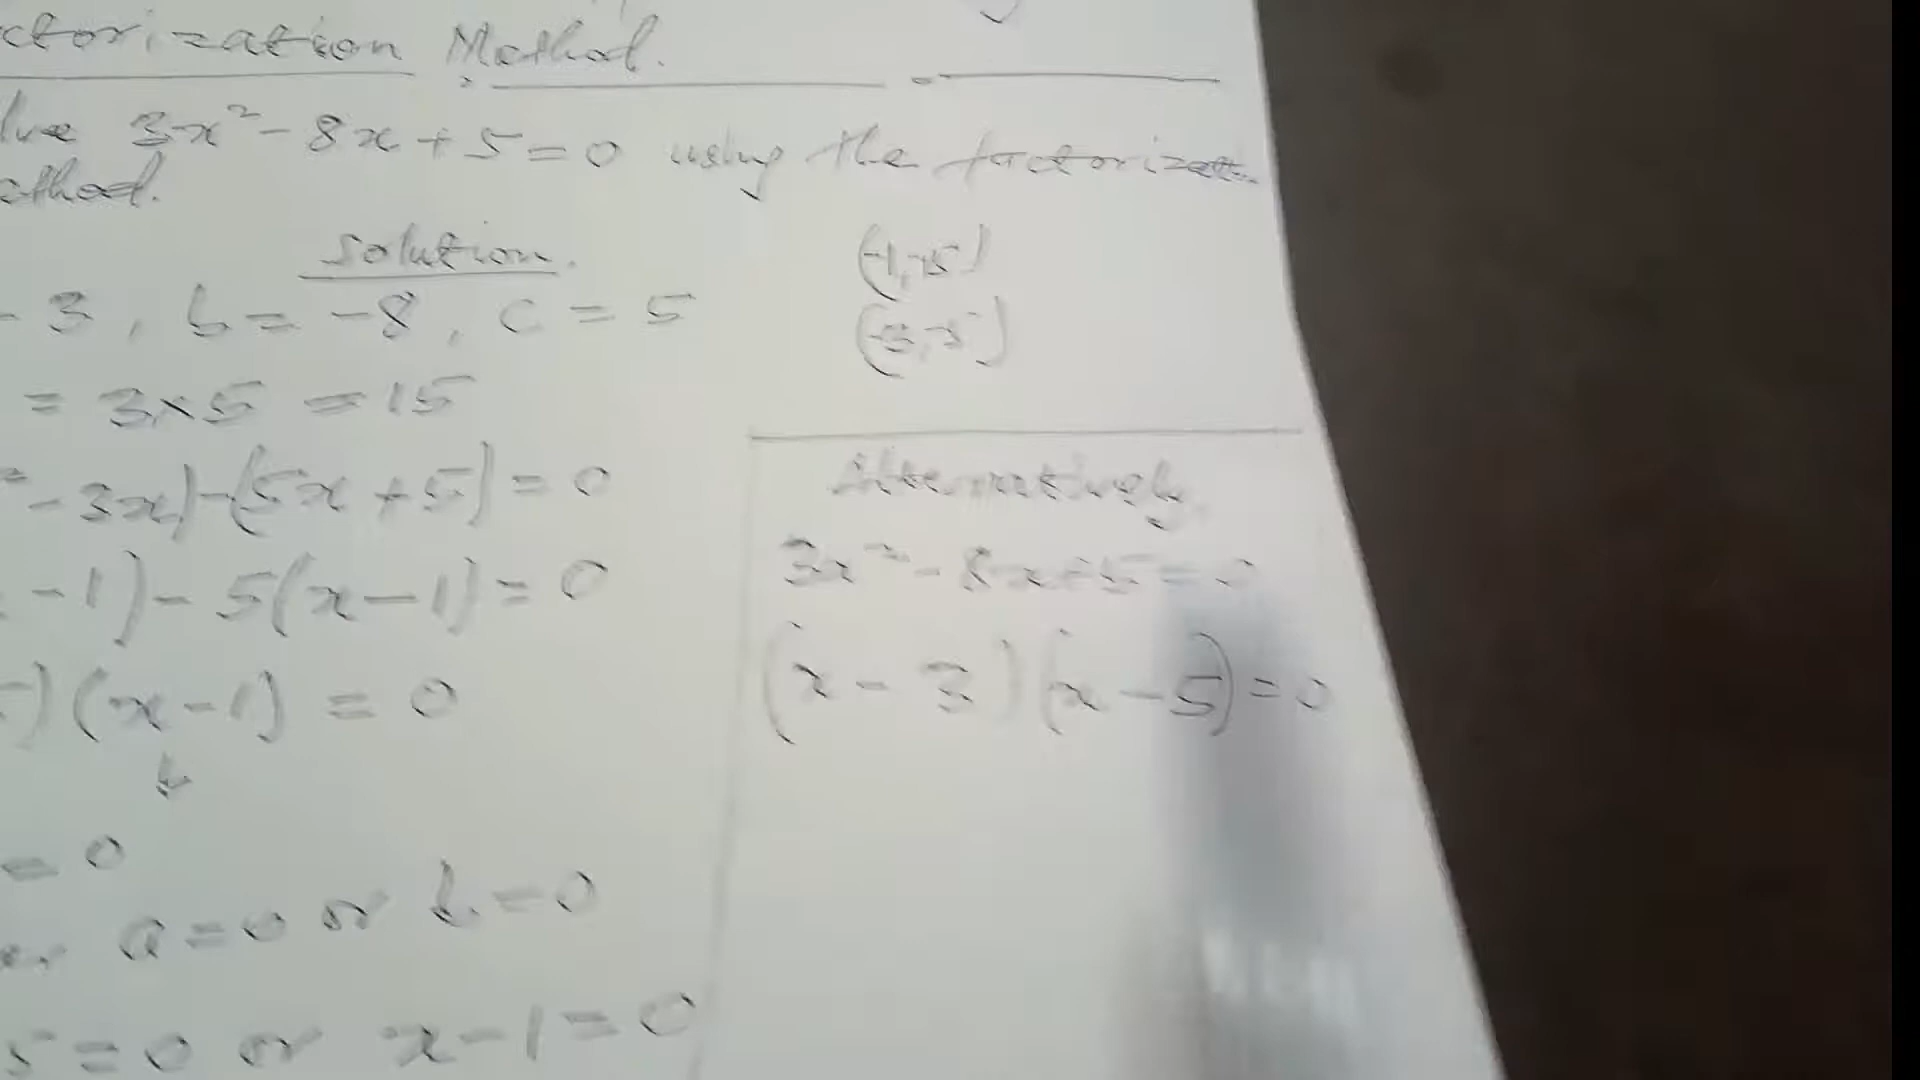 ctorization Method.
lve 3x² - 8x + 5 = 0 using the factorizat
ethod.
Solution.
- 3, b = -8, c = 5
(-1,-15)
(-3,-5)
= 3×5 = 15
² - 3x) - (5x + 5) = 0
- 1) - 5(x - 1) = 0
) (x - 1) = 0
b
= 0
a = 0 or b = 0
5 = 0 or x - 1 = 0
Alternatively,
3x² - 8x + 5 = 0
(x - 3)(x - 5) = 0